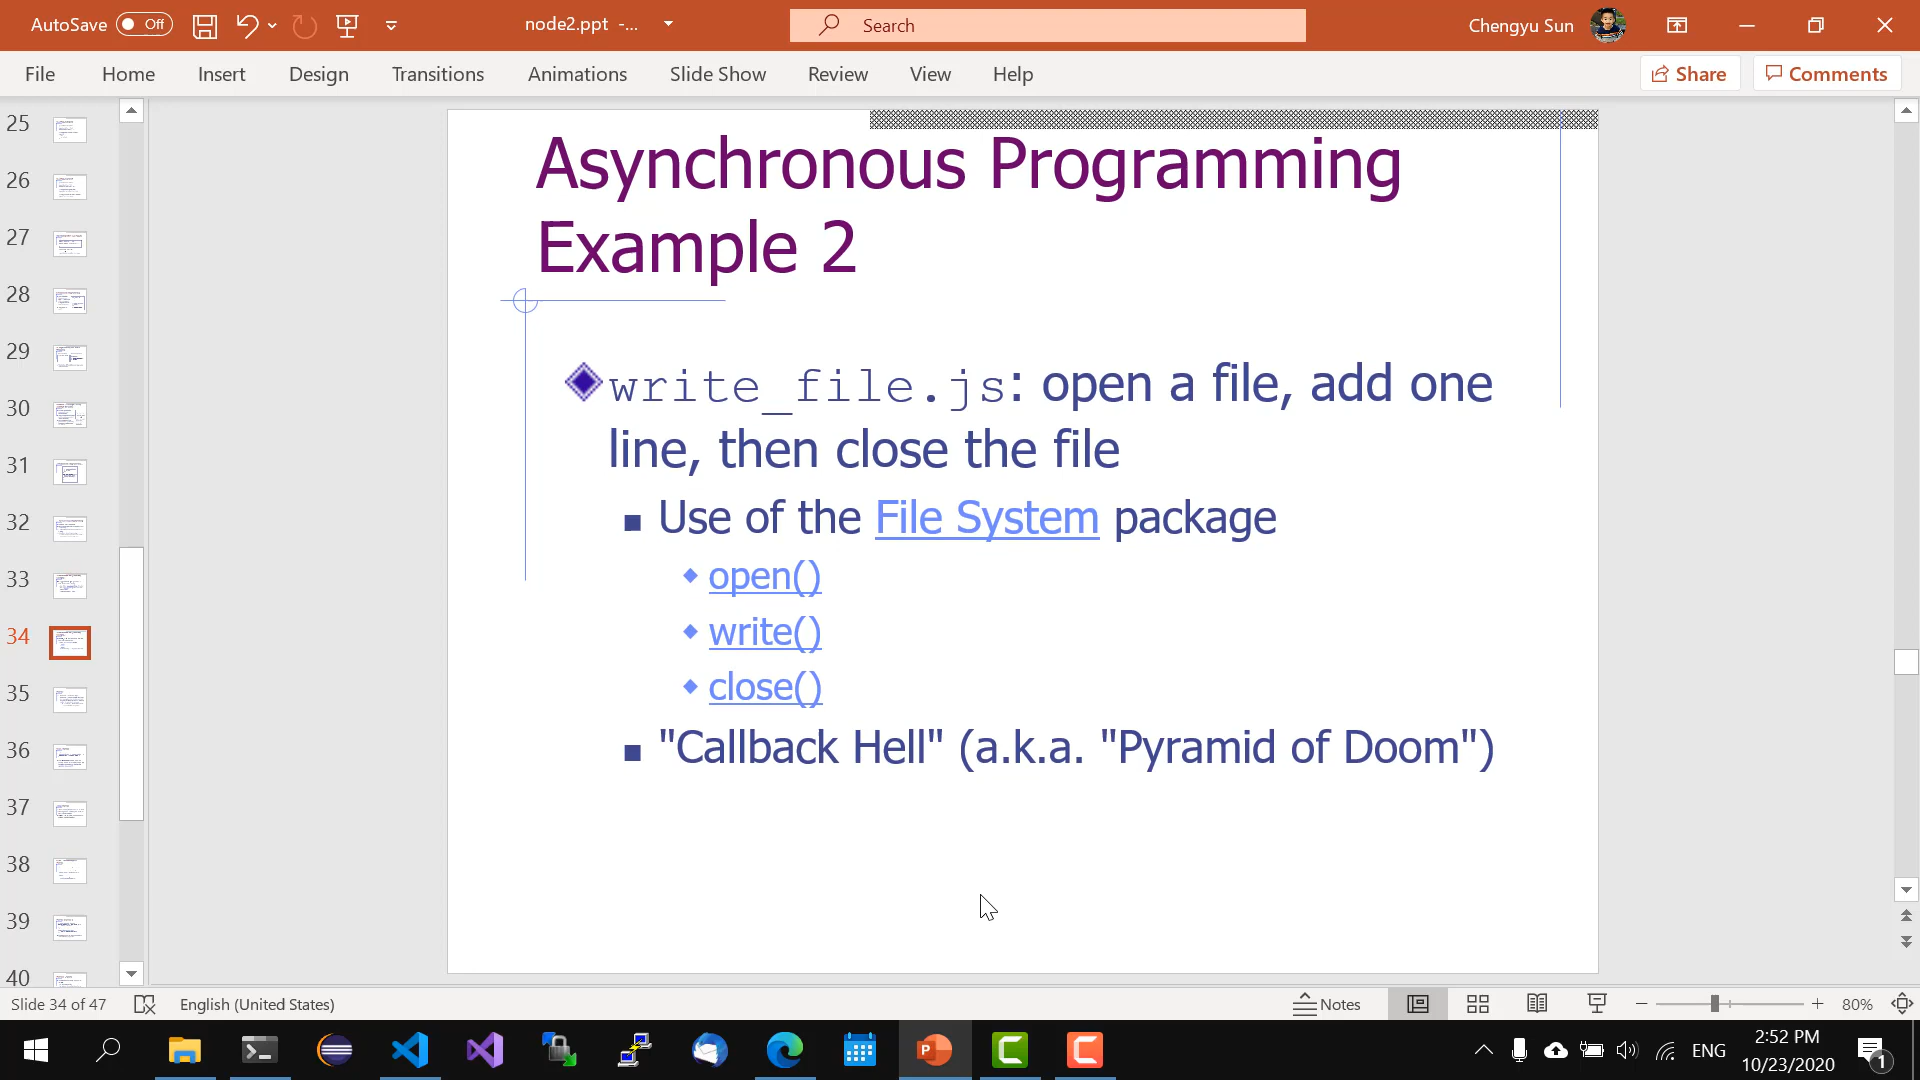 AutoSave Off
node2.ppt -...
Search
Chengyu Sun
File Home Insert Design Transitions Animations Slide Show Review View Help
Share Comments
25
26
27
28
29
30
31
32
33
34
35
36
37
38
39
40
Asynchronous Programming
Example 2
write_file.js: open a file, add one
line, then close the file
Use of the File System package
open()
write()
close()
"Callback Hell" (a.k.a. "Pyramid of Doom")
Slide 34 of 47 English (United States) Notes 80%
ENG 2:52 PM
10/23/2020 1